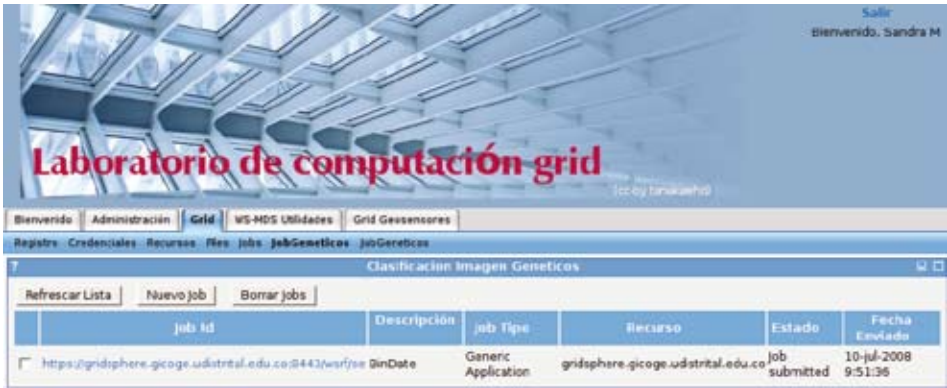 Salir
Bienvenido, Sandra M
Laboratorio de computación grid
(cc by tanakawho)
Bienvenido Administración Grid WS-MDS Utilidades Grid Geosensores
Registro Credenciales Recursos Files Jobs JobGeneticos JobGeneticos
? Clasificacion Imagen Geneticos
Refrescar Lista Nuevo Job Borrar Jobs
Job Id Descripción Job Tipo Recurso Estado Fecha Enviado
https://gridsphere.gicoge.udistrital.edu.co:8443/wsrf/se BinDate Generic Application gridsphere.gicoge.udistrital.edu.co Job submitted 10-jul-2008 9:51:36